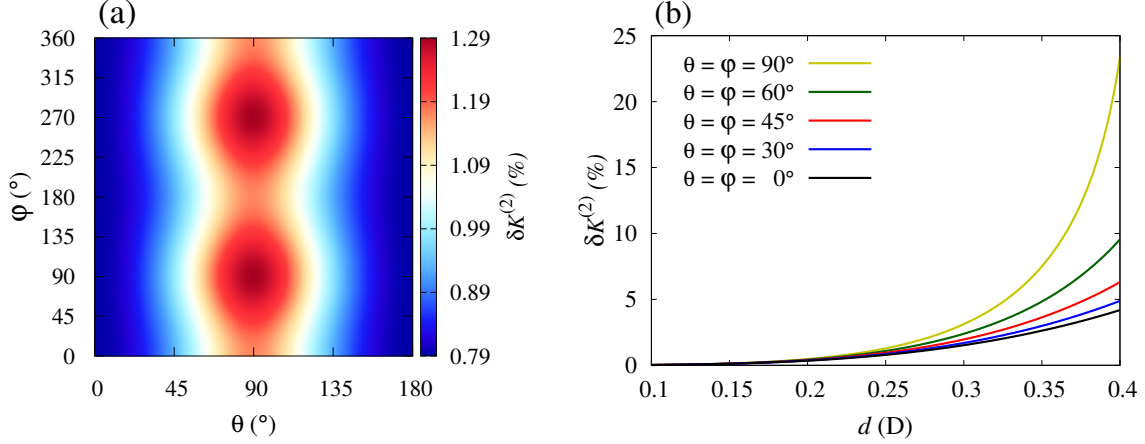 (a)
360
315
270
225
180
135
90
45
0
φ (°)
0 45 90 135 180
θ (°)
1.29
1.19
1.09
0.99
0.89
0.79
δK(2) (%)
(b)
25
20
15
10
5
0
δK(2) (%)
θ = φ = 90°
θ = φ = 60°
θ = φ = 45°
θ = φ = 30°
θ = φ = 0°
0.1 0.15 0.2 0.25 0.3 0.35 0.4
d (D)